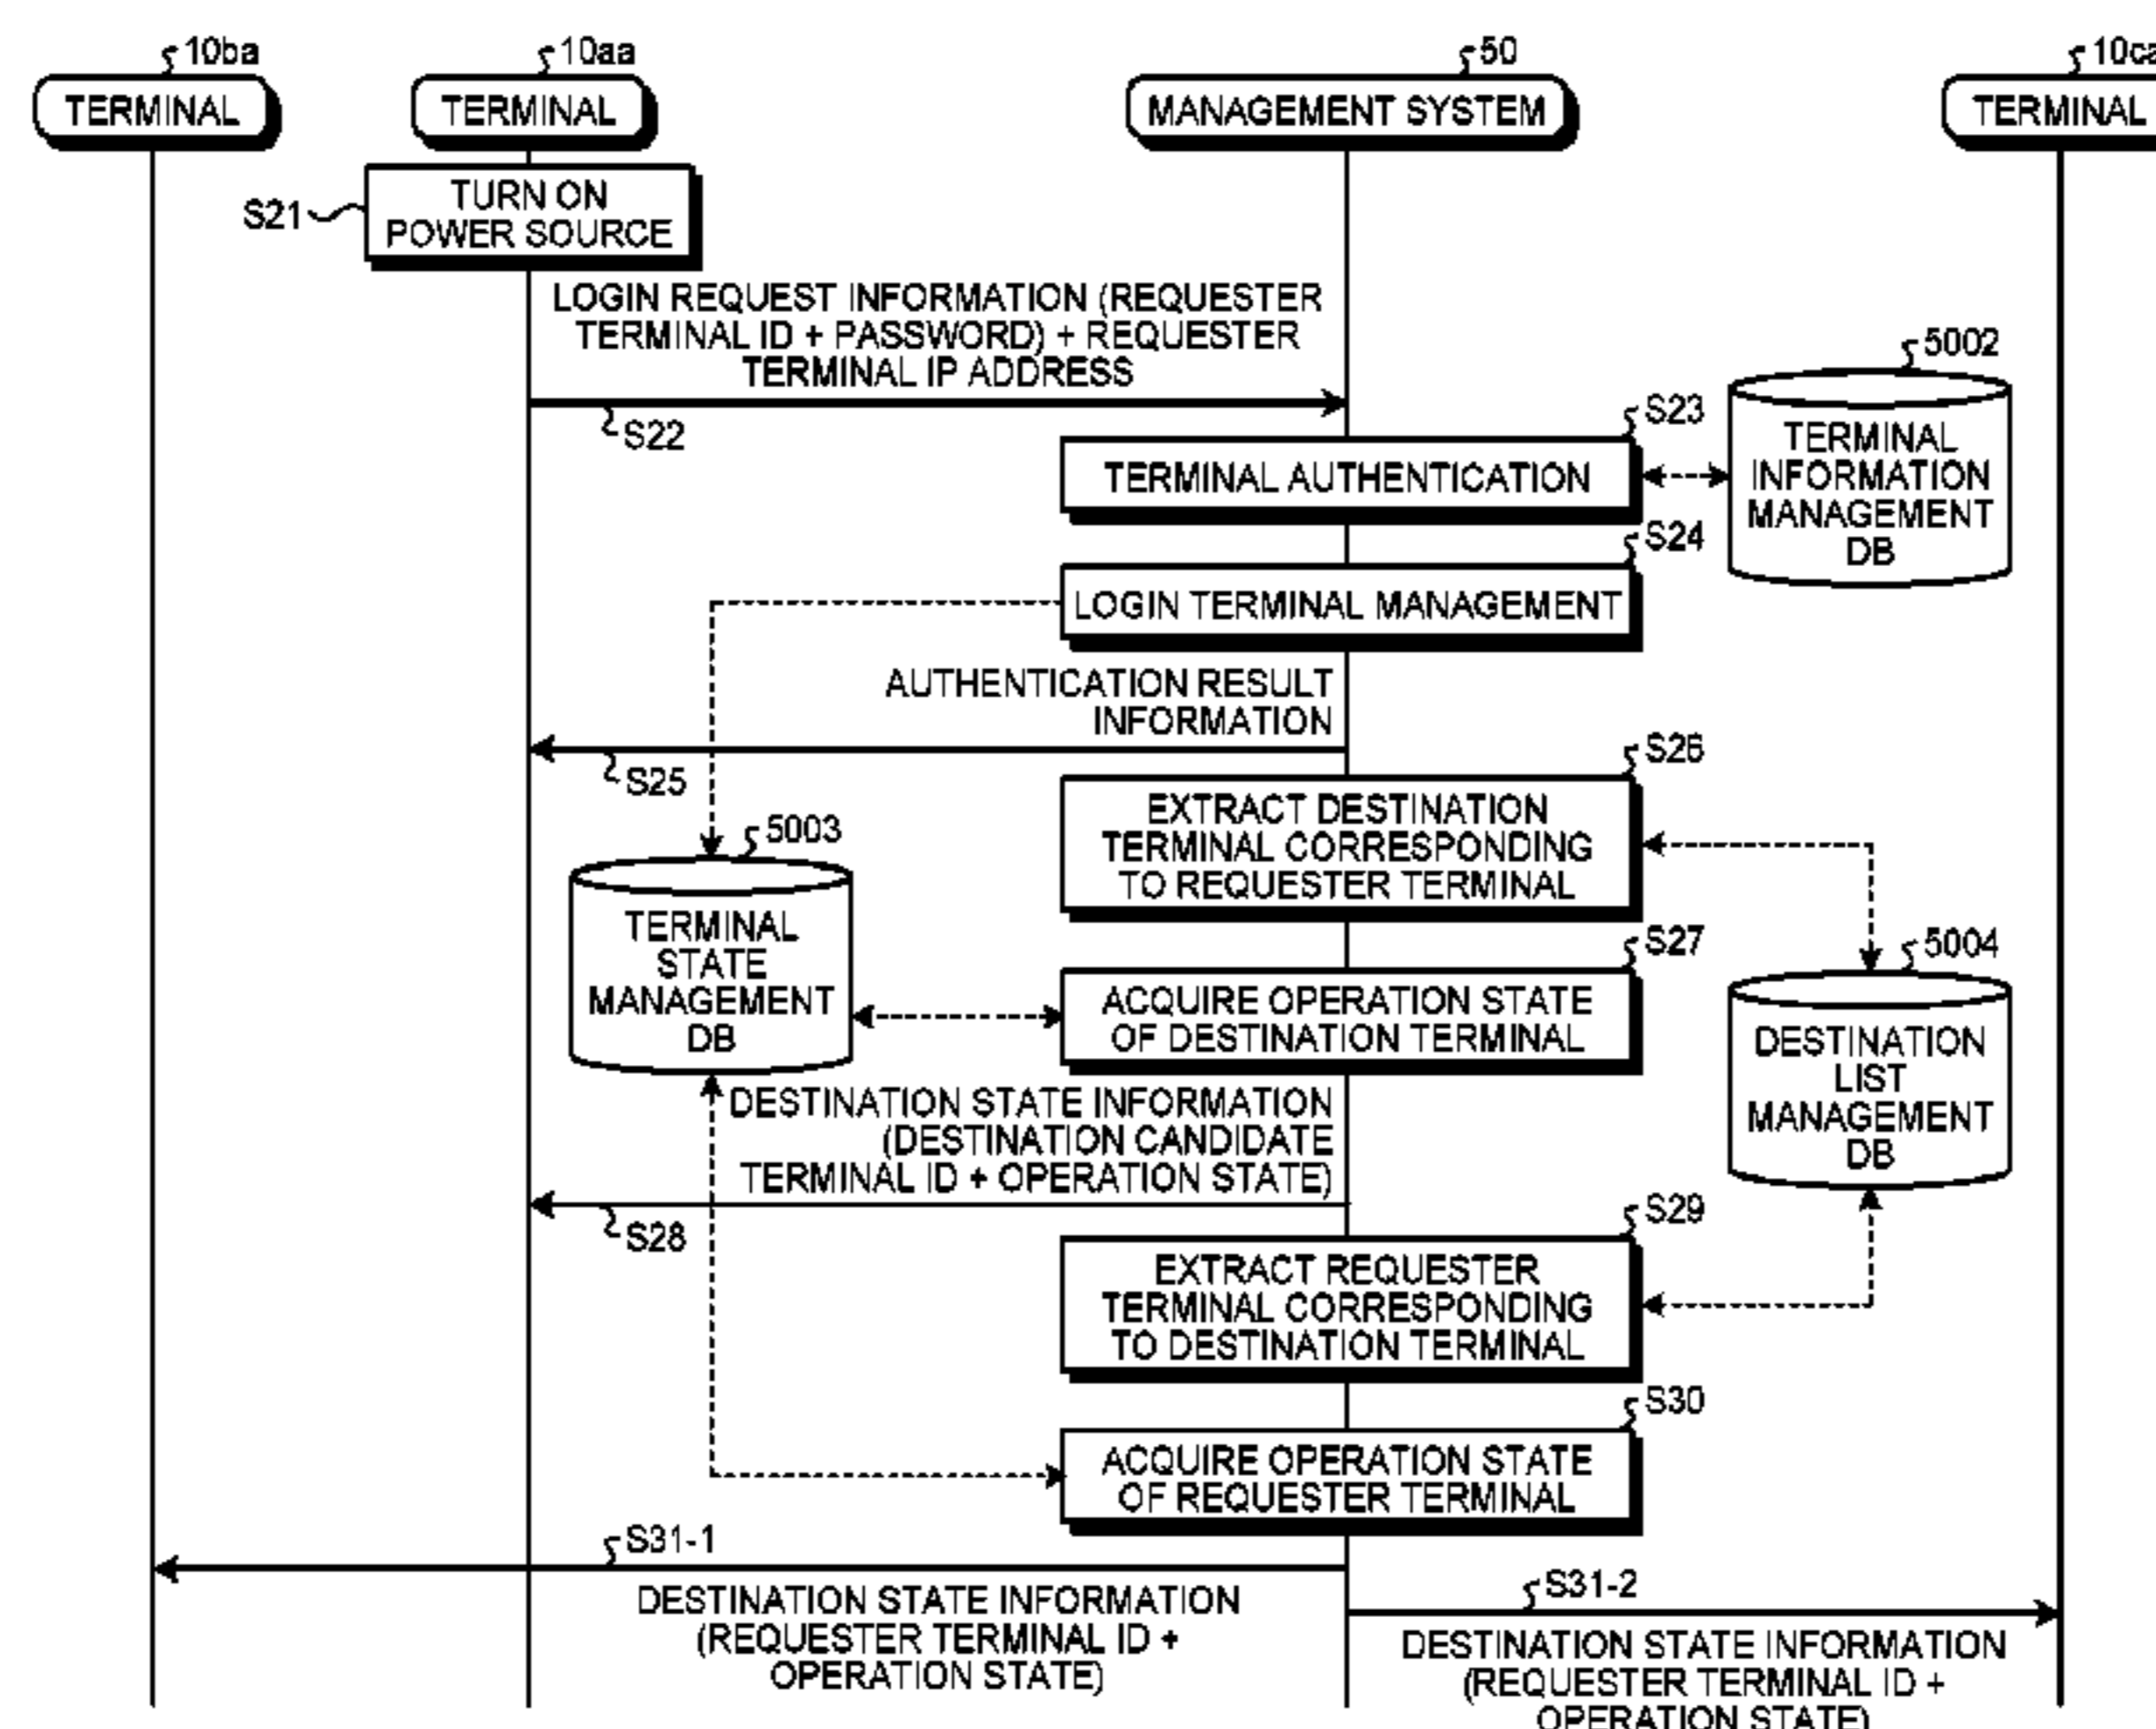 10ba
10aa
50
10ca
TERMINAL
TERMINAL
MANAGEMENT SYSTEM
TERMINAL
S21
TURN ON
POWER SOURCE
LOGIN REQUEST INFORMATION (REQUESTER
TERMINAL ID + PASSWORD) + REQUESTER
TERMINAL IP ADDRESS
S22
5002
S23
TERMINAL AUTHENTICATION
TERMINAL
INFORMATION
MANAGEMENT
DB
S24
LOGIN TERMINAL MANAGEMENT
AUTHENTICATION RESULT
INFORMATION
S25
S26
EXTRACT DESTINATION
TERMINAL CORRESPONDING
TO REQUESTER TERMINAL
5003
TERMINAL
STATE
MANAGEMENT
DB
S27
ACQUIRE OPERATION STATE
OF DESTINATION TERMINAL
5004
DESTINATION
LIST
MANAGEMENT
DB
DESTINATION STATE INFORMATION
(DESTINATION CANDIDATE
TERMINAL ID + OPERATION STATE)
S28
S29
EXTRACT REQUESTER
TERMINAL CORRESPONDING
TO DESTINATION TERMINAL
S30
ACQUIRE OPERATION STATE
OF REQUESTER TERMINAL
S31-1
DESTINATION STATE INFORMATION
(REQUESTER TERMINAL ID +
OPERATION STATE)
S31-2
DESTINATION STATE INFORMATION
(REQUESTER TERMINAL ID +
OPERATION STATE)